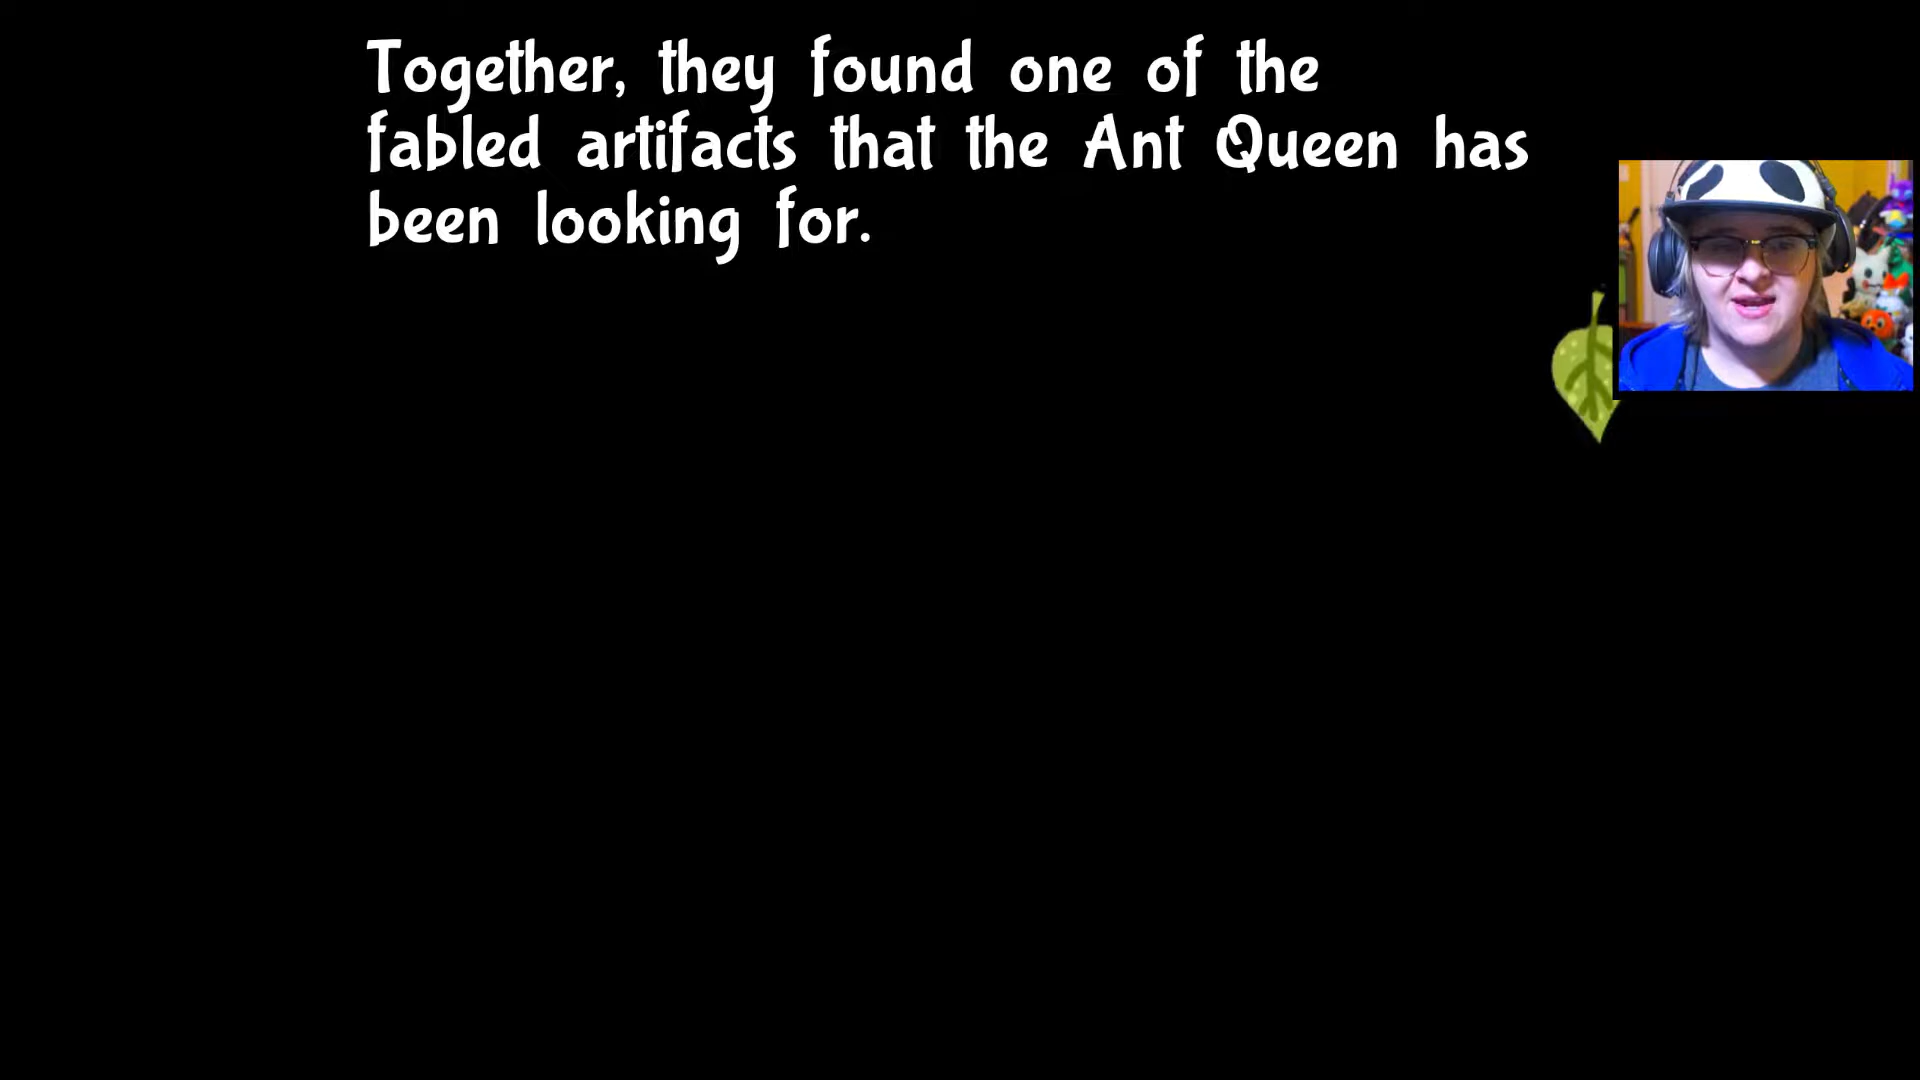 Together, they found one of the
fabled artifacts that the Ant Queen has
been looking for.